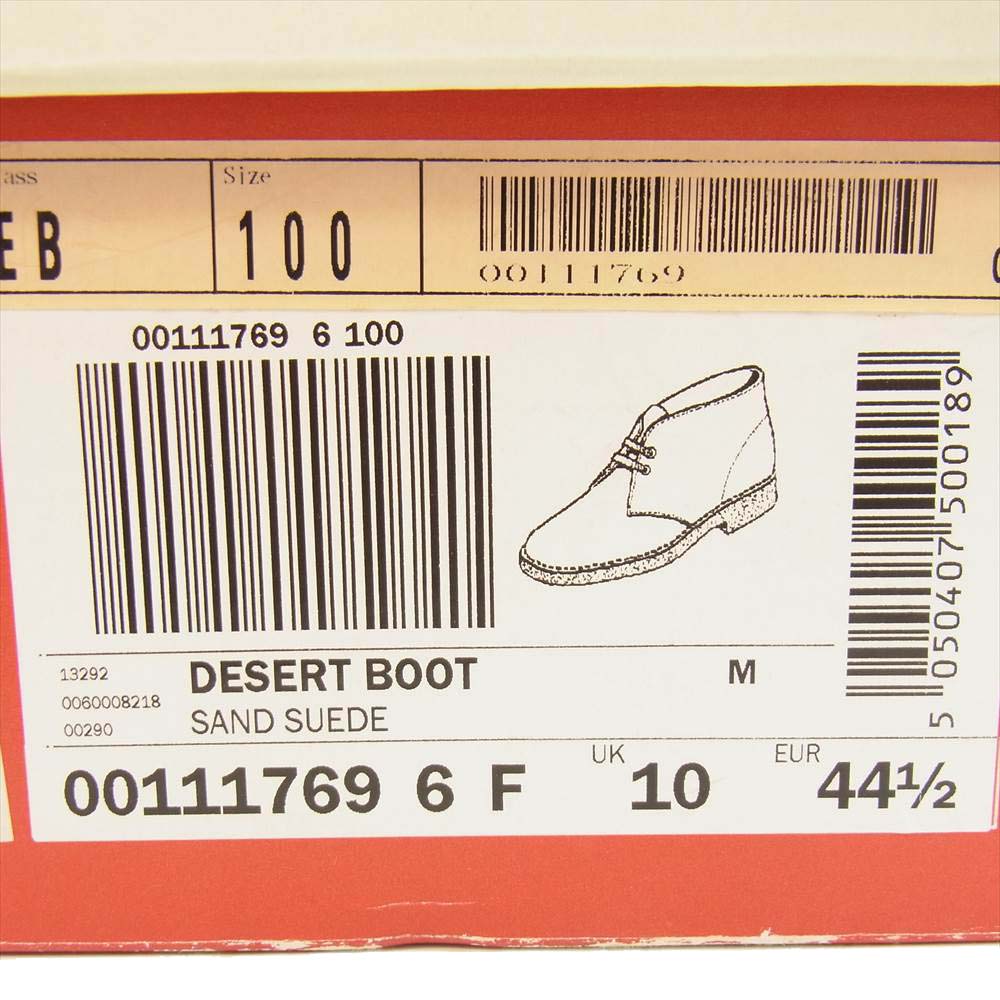 ass
Size
EB
100
00111769
00111769 6 100
5 050407 500189
13292
DESERT BOOT
M
0060008218
SAND SUEDE
00290
UK
EUR
00111769 6 F
10
44½